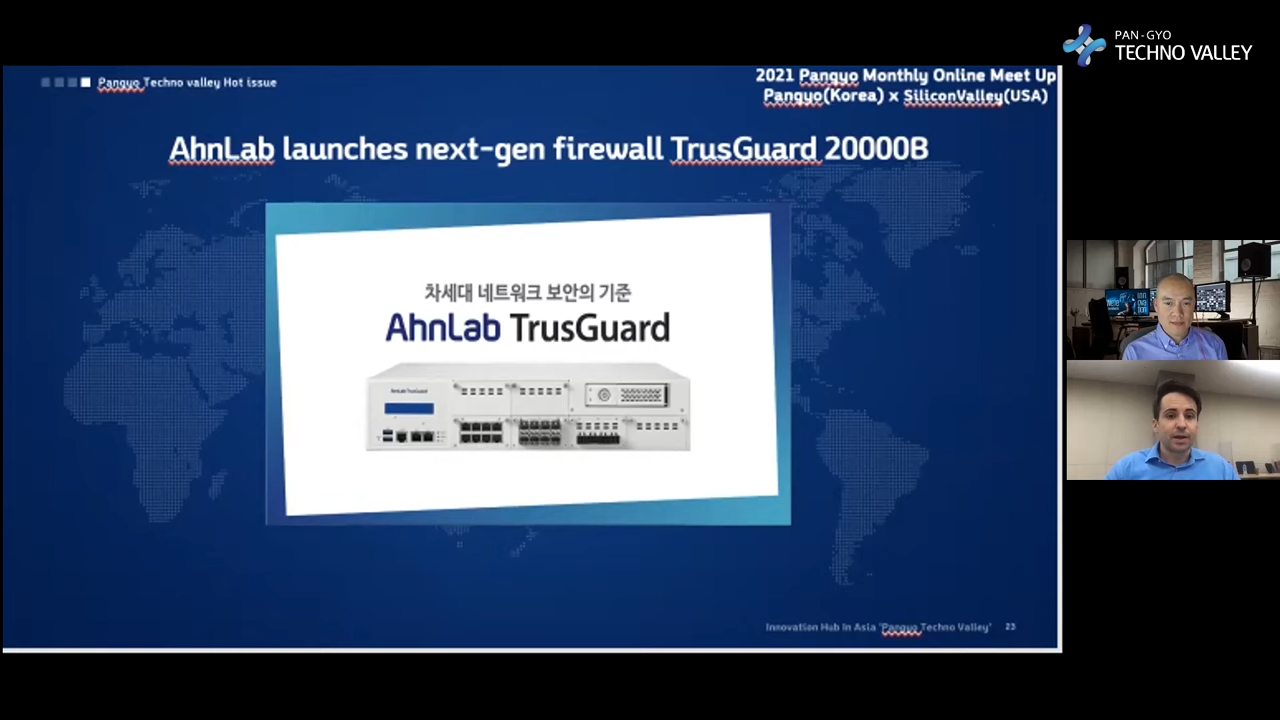 PAN-GYO
TECHNO VALLEY
Pangyo Techno valley Hot issue
2021 Pangyo Monthly Online Meet Up
Pangyo(Korea) x SiliconValley(USA)
AhnLab launches next-gen firewall TrusGuard 20000B
차세대 네트워크 보안의 기준
AhnLab TrusGuard
AhnLab TrusGuard
Innovation Hub in Asia 'Pangyo Techno Valley' 23